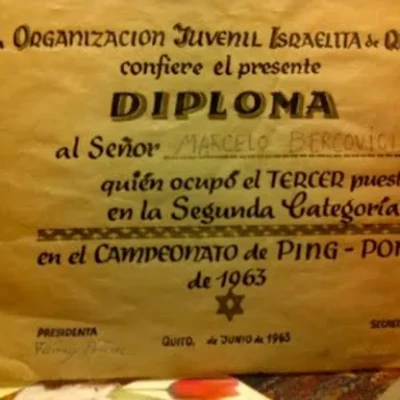 ORGANIZACION JUVENIL ISRAELITA de Q
confiere el presente
DIPLOMA
al Señor MARCELO BERCOVICI
quién ocupó el TERCER puest
en la Segunda Categoría
en el CAMPEONATO de PING - PON
de 1963
PRESIDENTA
SECRE
QUITO, de JUNIO de 1963